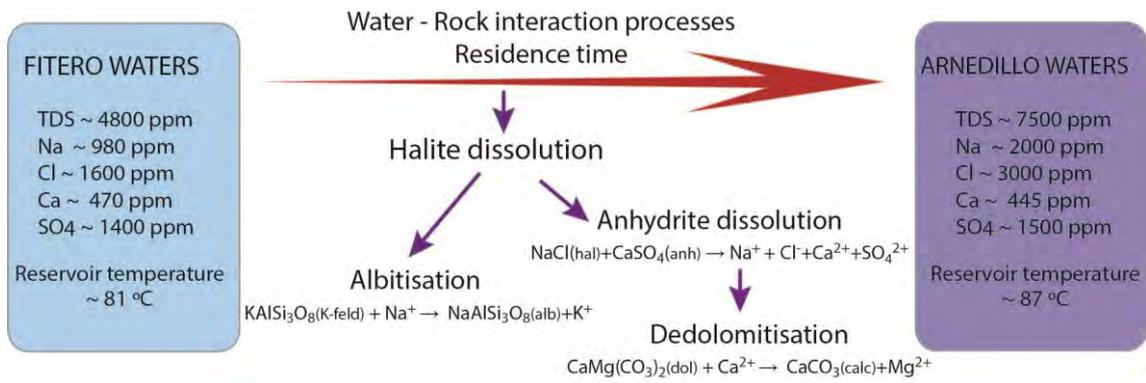 Water - Rock interaction processes
Residence time
FITERO WATERS
TDS ~ 4800 ppm
Na ~ 980 ppm
Cl ~ 1600 ppm
Ca ~ 470 ppm
SO4 ~ 1400 ppm
Reservoir temperature
~ 81 ºC
Halite dissolution
Albitisation
KAlSi₃O₈(K-feld) + Na⁺ → NaAlSi₃O₈(alb)+K⁺
Anhydrite dissolution
NaCl(hal)+CaSO₄(anh) → Na⁺ + Cl⁻+Ca²⁺+SO₄²⁺
Dedolomitisation
CaMg(CO₃)₂(dol) + Ca²⁺→ CaCO₃(calc)+Mg²⁺
ARNEDILLO WATERS
TDS ~ 7500 ppm
Na ~ 2000 ppm
Cl ~ 3000 ppm
Ca ~ 445 ppm
SO4 ~ 1500 ppm
Reservoir temperature
~ 87 ºC